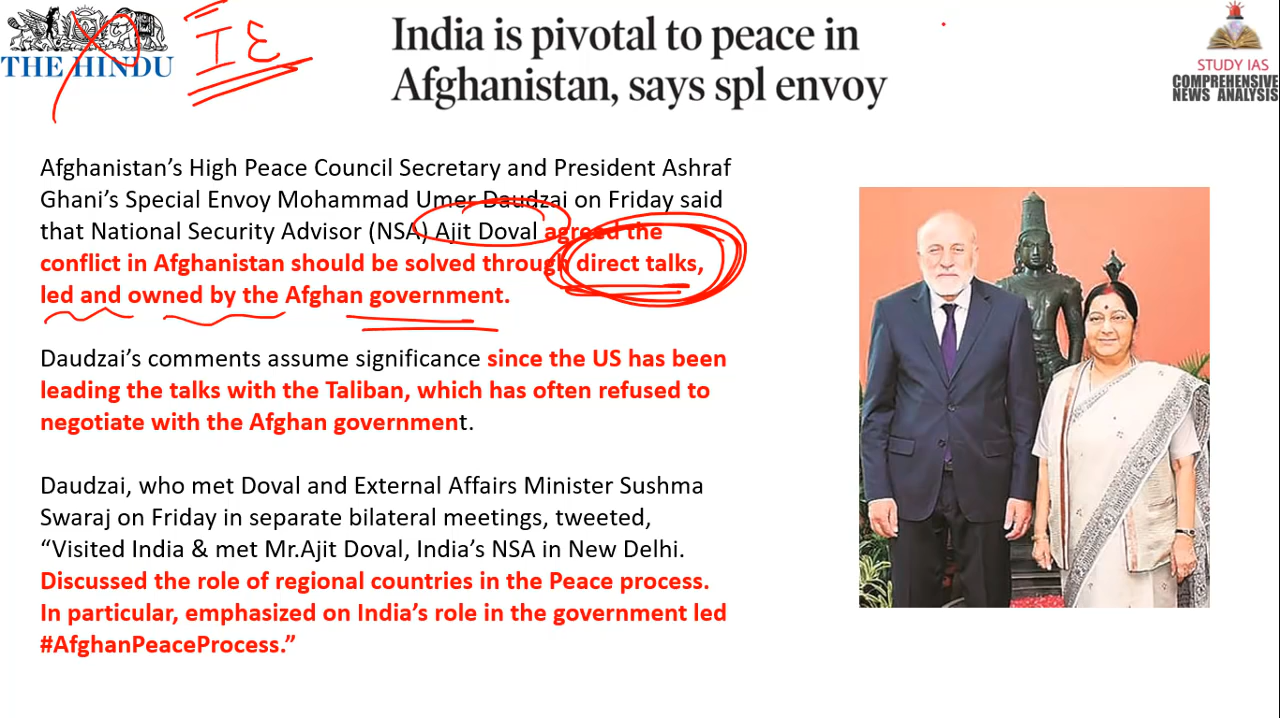 THE HINDU
IE
India is pivotal to peace in
Afghanistan, says spl envoy
STUDY IAS
COMPREHENSIVE
NEWS ANALYSIS
Afghanistan’s High Peace Council Secretary and President Ashraf
Ghani’s Special Envoy Mohammad Umer Daudzai on Friday said
that National Security Advisor (NSA) Ajit Doval agreed the
conflict in Afghanistan should be solved through direct talks,
led and owned by the Afghan government.
Daudzai’s comments assume significance since the US has been
leading the talks with the Taliban, which has often refused to
negotiate with the Afghan government.
Daudzai, who met Doval and External Affairs Minister Sushma
Swaraj on Friday in separate bilateral meetings, tweeted,
“Visited India & met Mr.Ajit Doval, India’s NSA in New Delhi.
Discussed the role of regional countries in the Peace process.
In particular, emphasized on India’s role in the government led
#AfghanPeaceProcess.”